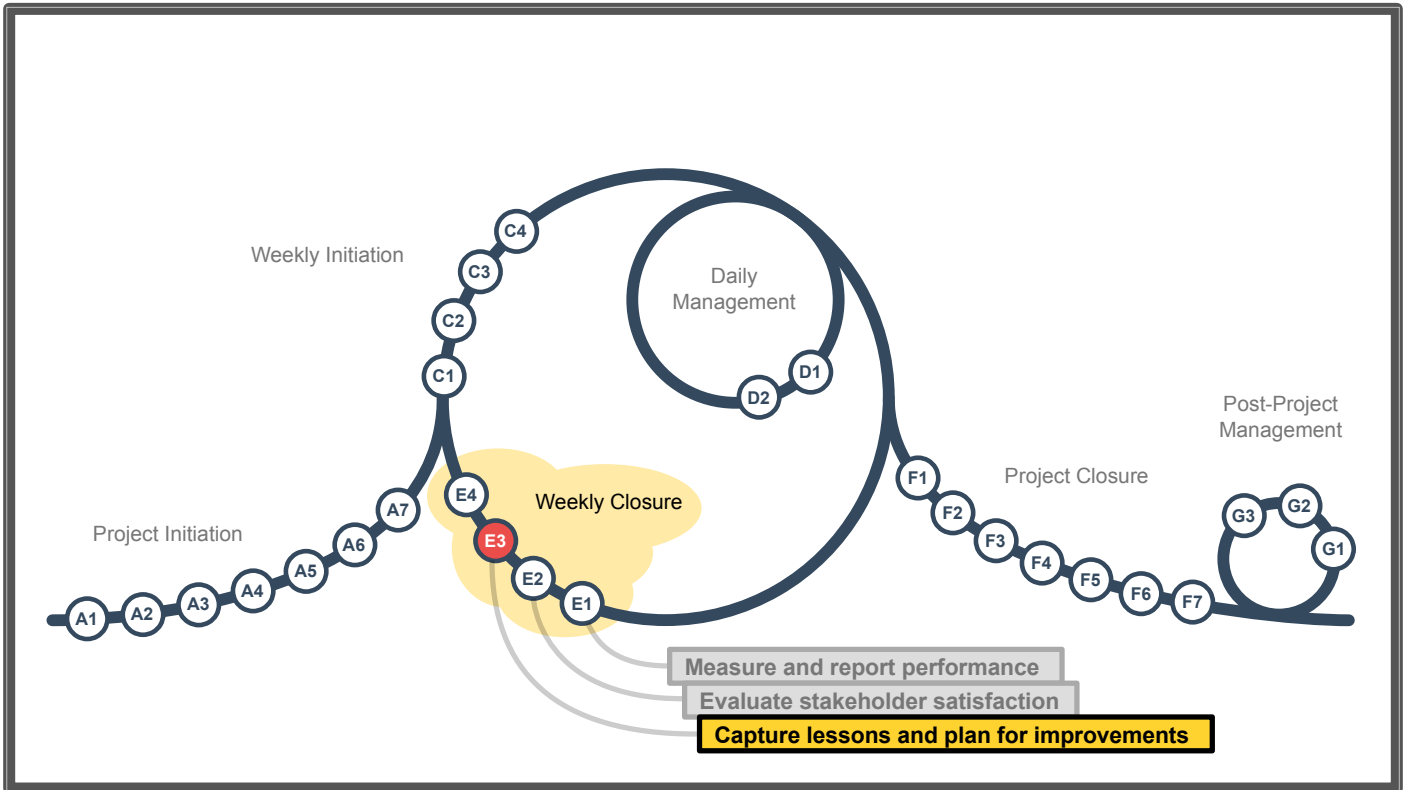 Weekly Initiation
C4
C3
C2
C1
Daily
Management
D1
D2
Post-Project
Management
Project Closure
F1
F2
F3
F4
F5
F6
F7
G3
G2
G1
Weekly Closure
E4
E3
E2
E1
Project Initiation
A7
A6
A5
A4
A3
A2
A1
Measure and report performance
Evaluate stakeholder satisfaction
Capture lessons and plan for improvements